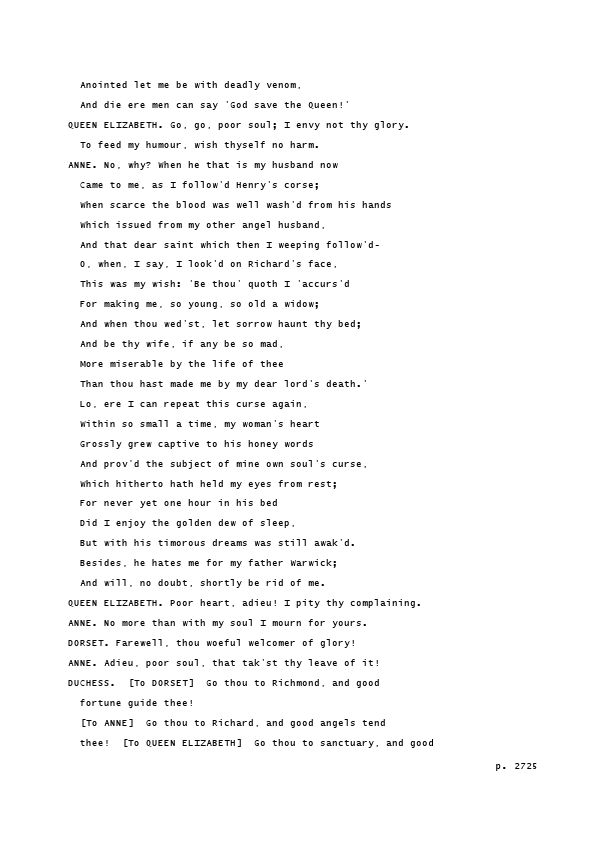 Anointed let me be with deadly venom,
And die ere men can say 'God save the Queen!'
QUEEN ELIZABETH. Go, go, poor soul; I envy not thy glory.
To feed my humour, wish thyself no harm.
ANNE. No, why? When he that is my husband now
Came to me, as I follow'd Henry's corse;
When scarce the blood was well wash'd from his hands
Which issued from my other angel husband,
And that dear saint which then I weeping follow'd-
O, when, I say, I look'd on Richard's face,
This was my wish: 'Be thou' quoth I 'accurs'd
For making me, so young, so old a widow;
And when thou wed'st, let sorrow haunt thy bed;
And be thy wife, if any be so mad,
More miserable by the life of thee
Than thou hast made me by my dear lord's death.'
Lo, ere I can repeat this curse again,
Within so small a time, my woman's heart
Grossly grew captive to his honey words
And prov'd the subject of mine own soul's curse,
Which hitherto hath held my eyes from rest;
For never yet one hour in his bed
Did I enjoy the golden dew of sleep,
But with his timorous dreams was still awak'd.
Besides, he hates me for my father Warwick;
And will, no doubt, shortly be rid of me.
QUEEN ELIZABETH. Poor heart, adieu! I pity thy complaining.
ANNE. No more than with my soul I mourn for yours.
DORSET. Farewell, thou woeful welcomer of glory!
ANNE. Adieu, poor soul, that tak'st thy leave of it!
DUCHESS.  [To DORSET]  Go thou to Richmond, and good
fortune guide thee!
[To ANNE]  Go thou to Richard, and good angels tend
thee!  [To QUEEN ELIZABETH]  Go thou to sanctuary, and good
p. 2725